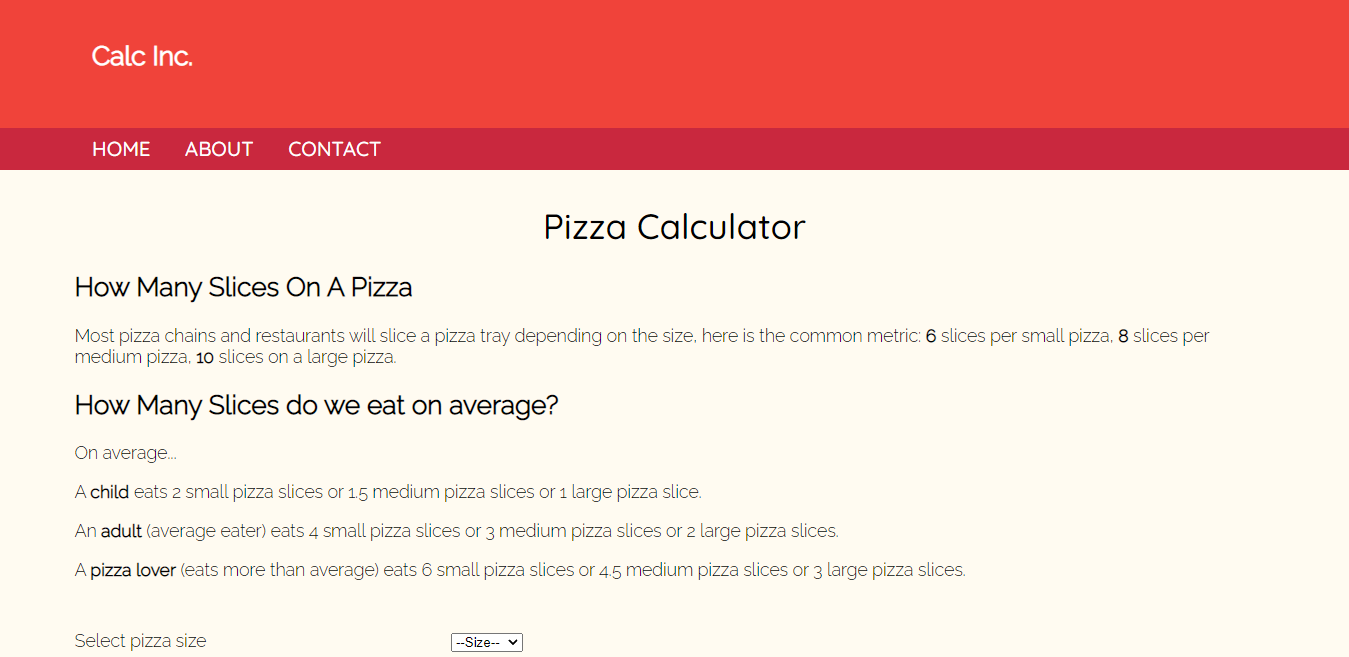 Calc Inc.
HOME ABOUT CONTACT
Pizza Calculator
How Many Slices On A Pizza
Most pizza chains and restaurants will slice a pizza tray depending on the size, here is the common metric: 6 slices per small pizza, 8 slices per
medium pizza, 10 slices on a large pizza.
How Many Slices do we eat on average?
On average...
A child eats 2 small pizza slices or 1.5 medium pizza slices or 1 large pizza slice.
An adult (average eater) eats 4 small pizza slices or 3 medium pizza slices or 2 large pizza slices.
A pizza lover (eats more than average) eats 6 small pizza slices or 4.5 medium pizza slices or 3 large pizza slices.
Select pizza size --Size--